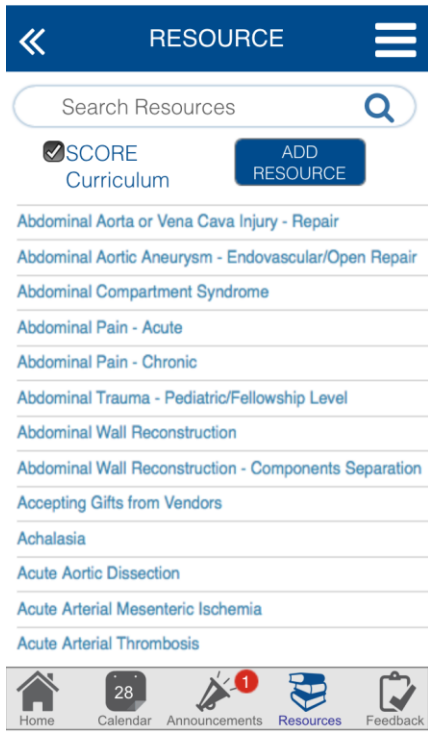 RESOURCE
Search Resources
SCORE
Curriculum
ADD
RESOURCE
Abdominal Aorta or Vena Cava Injury - Repair
Abdominal Aortic Aneurysm - Endovascular/Open Repair
Abdominal Compartment Syndrome
Abdominal Pain - Acute
Abdominal Pain - Chronic
Abdominal Trauma - Pediatric/Fellowship Level
Abdominal Wall Reconstruction
Abdominal Wall Reconstruction - Components Separation
Accepting Gifts from Vendors
Achalasia
Acute Aortic Dissection
Acute Arterial Mesenteric Ischemia
Acute Arterial Thrombosis
28
1
Home Calendar Announcements Resources Feedback